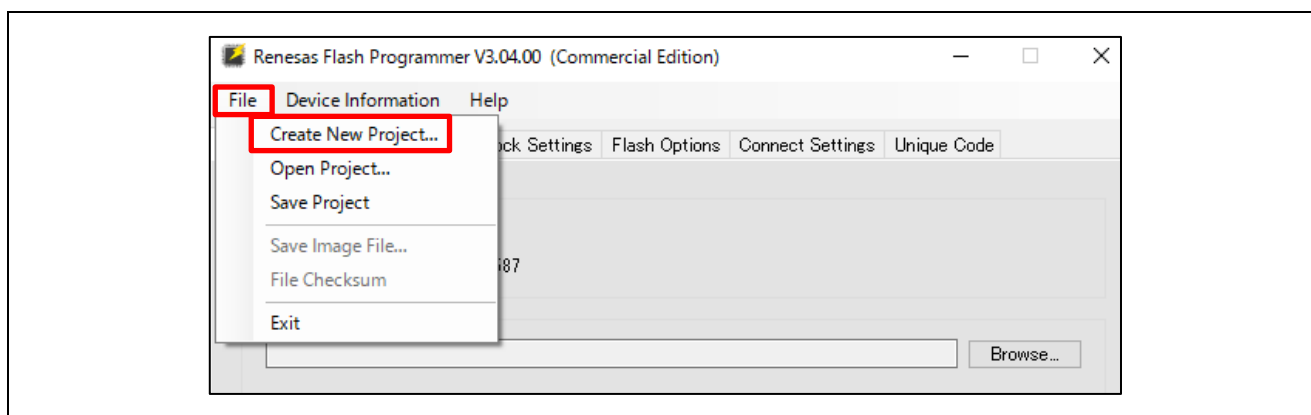 Renesas Flash Programmer V3.04.00 (Commercial Edition)
File Device Information Help
Create New Project...
ock Settings Flash Options Connect Settings Unique Code
Open Project...
Save Project
Save Image File...
587
File Checksum
Exit
Browse...